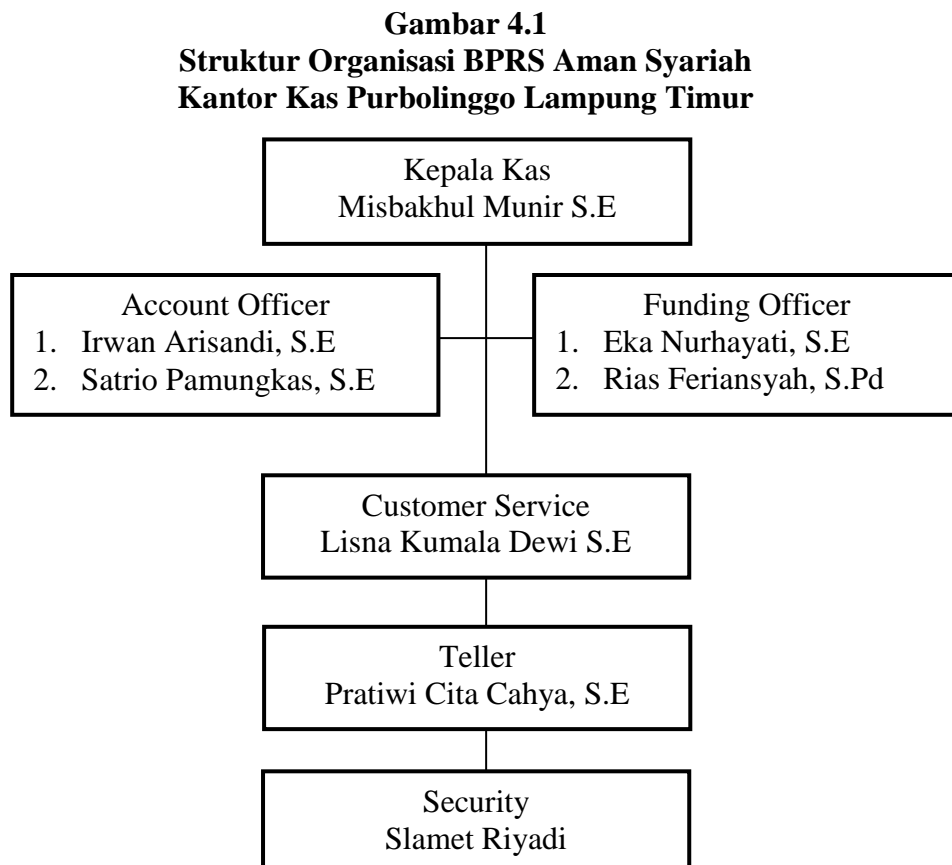 Gambar 4.1
Struktur Organisasi BPRS Aman Syariah
Kantor Kas Purbolinggo Lampung Timur
Kepala Kas
Misbakhul Munir S.E
Account Officer
1. Irwan Arisandi, S.E
2. Satrio Pamungkas, S.E
Funding Officer
1. Eka Nurhayati, S.E
2. Rias Feriansyah, S.Pd
Customer Service
Lisna Kumala Dewi S.E
Teller
Pratiwi Cita Cahya, S.E
Security
Slamet Riyadi